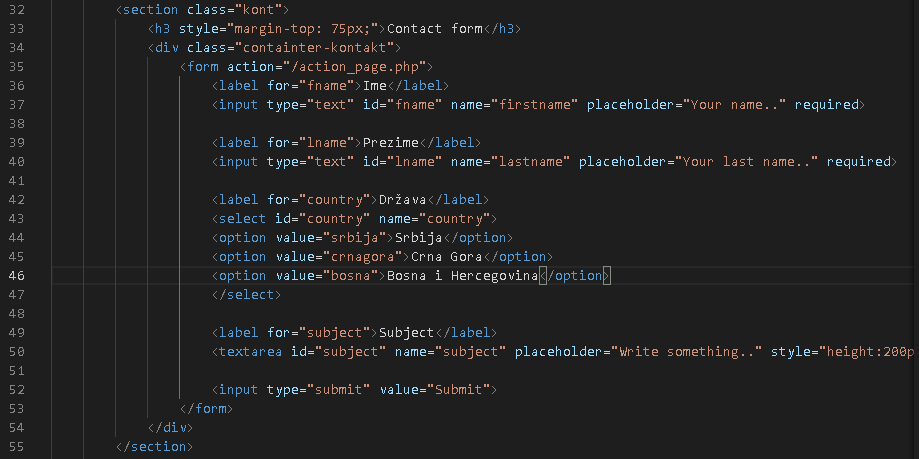 32 <section class="kont">
33 <h3 style="margin-top: 75px;">Contact form</h3>
34 <div class="containter-kontakt">
35 <form action="/action_page.php">
36 <label for="fname">Ime</label>
37 <input type="text" id="fname" name="firstname" placeholder="Your name.." required>
38
39 <label for="lname">Prezime</label>
40 <input type="text" id="lname" name="lastname" placeholder="Your last name.." required>
41
42 <label for="country">Država</label>
43 <select id="country" name="country">
44 <option value="srbija">Srbija</option>
45 <option value="crnagora">Crna Gora</option>
46 <option value="bosna">Bosna i Hercegovina</option>
47 </select>
48
49 <label for="subject">Subject</label>
50 <textarea id="subject" name="subject" placeholder="Write something.." style="height:200p
51
52 <input type="submit" value="Submit">
53 </form>
54 </div>
55 </section>